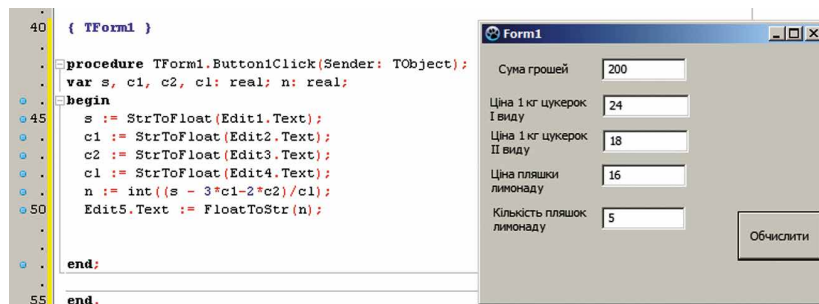 40 { TForm1 }
procedure TForm1.Button1Click(Sender: TObject);
var s, c1, c2, cl: real; n: real;
begin
45 s := StrToFloat(Edit1.Text);
c1 := StrToFloat(Edit2.Text);
c2 := StrToFloat(Edit3.Text);
cl := StrToFloat(Edit4.Text);
n := int((s - 3*c1-2*c2)/cl);
50 Edit5.Text := FloatToStr(n);
end;
55 end.
Form1
Сума грошей 200
Ціна 1 кг цукерок
І виду
24
Ціна 1 кг цукерок
ІІ виду
18
Ціна пляшки
лимонаду
16
Кількість пляшок
лимонаду
5
Обчислити